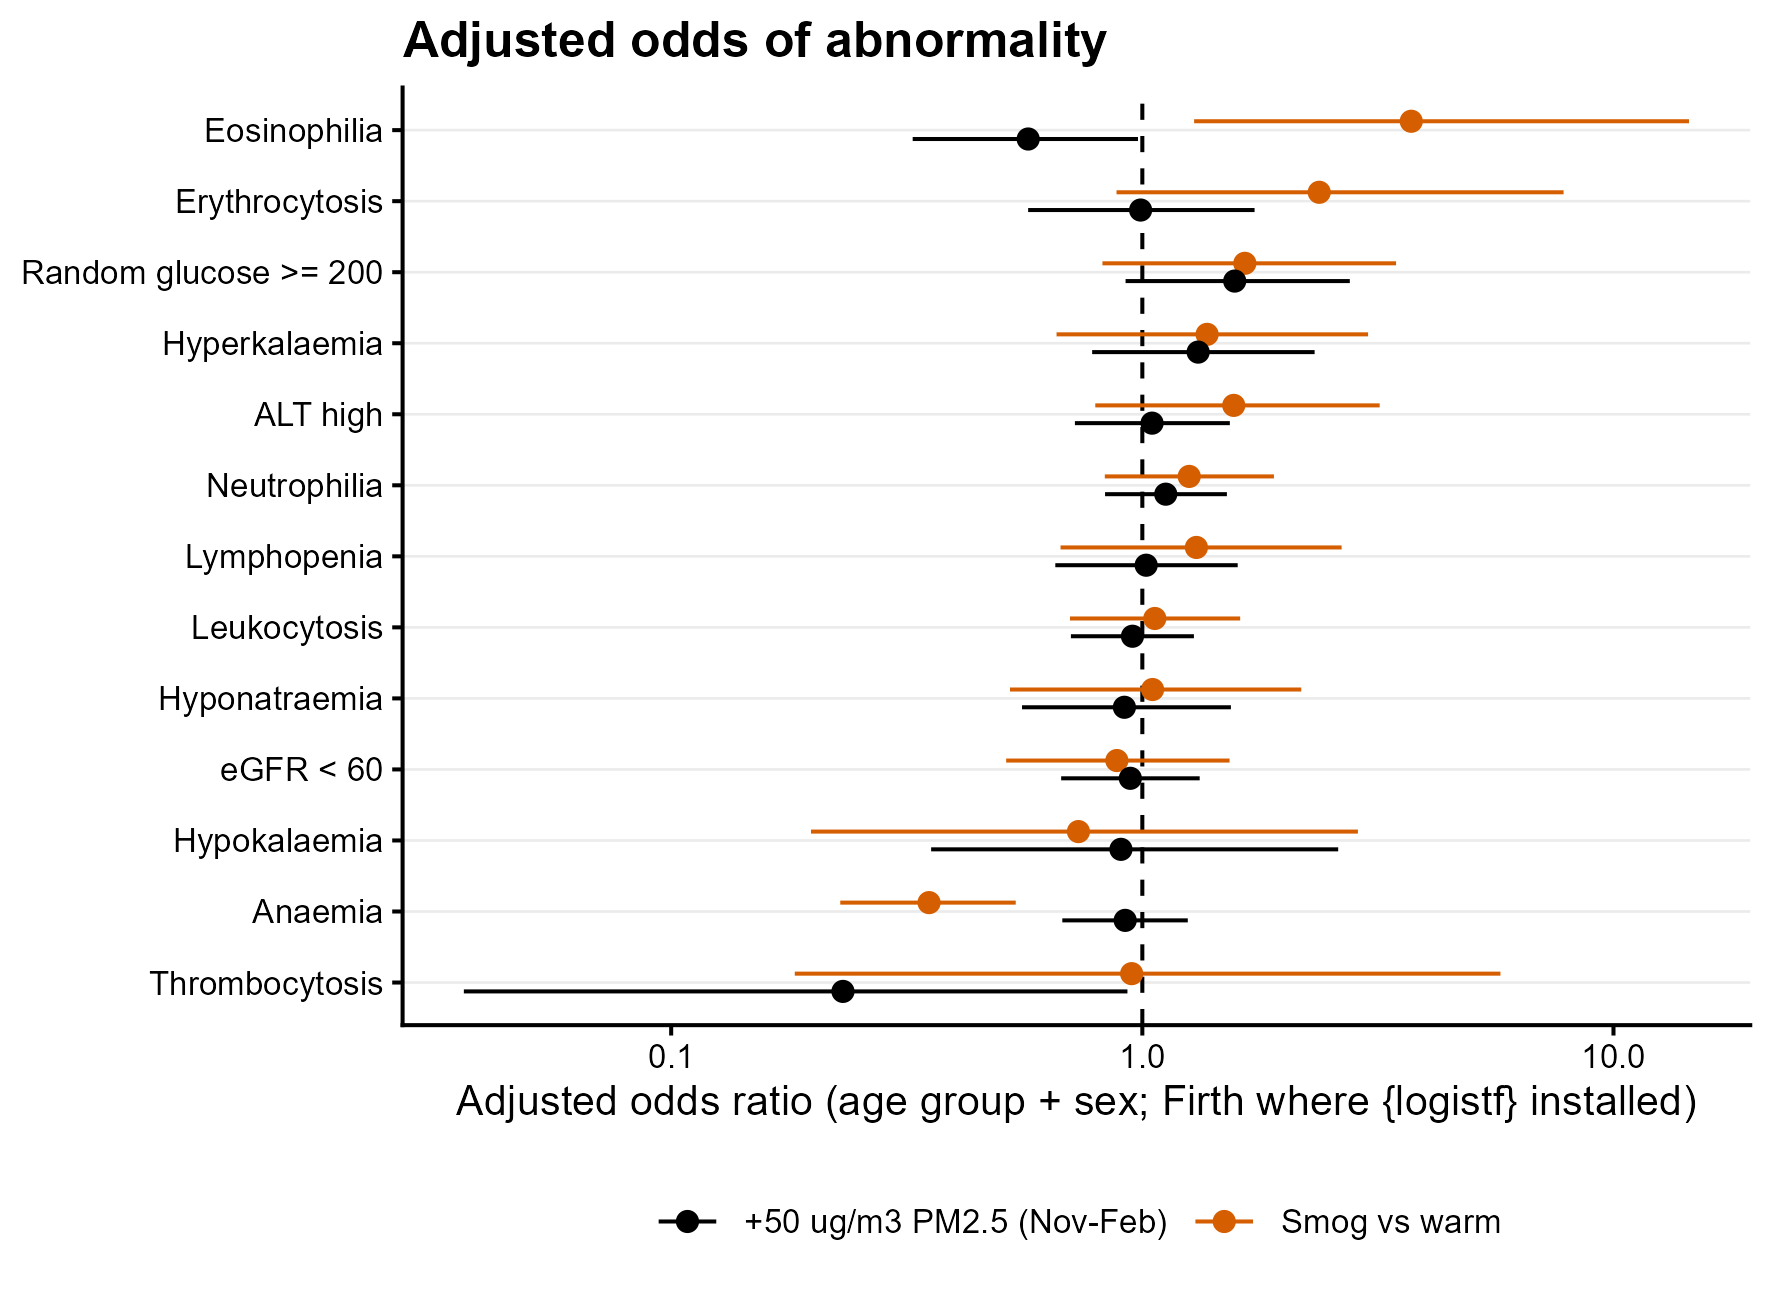 Adjusted odds of abnormality
Eosinophilia
Erythrocytosis
Random glucose >= 200
Hyperkalaemia
ALT high
Neutrophilia
Lymphopenia
Leukocytosis
Hyponatraemia
eGFR < 60
Hypokalaemia
Anaemia
Thrombocytosis
0.1 1.0 10.0
Adjusted odds ratio (age group + sex; Firth where {logistf} installed)
+50 ug/m3 PM2.5 (Nov-Feb) Smog vs warm